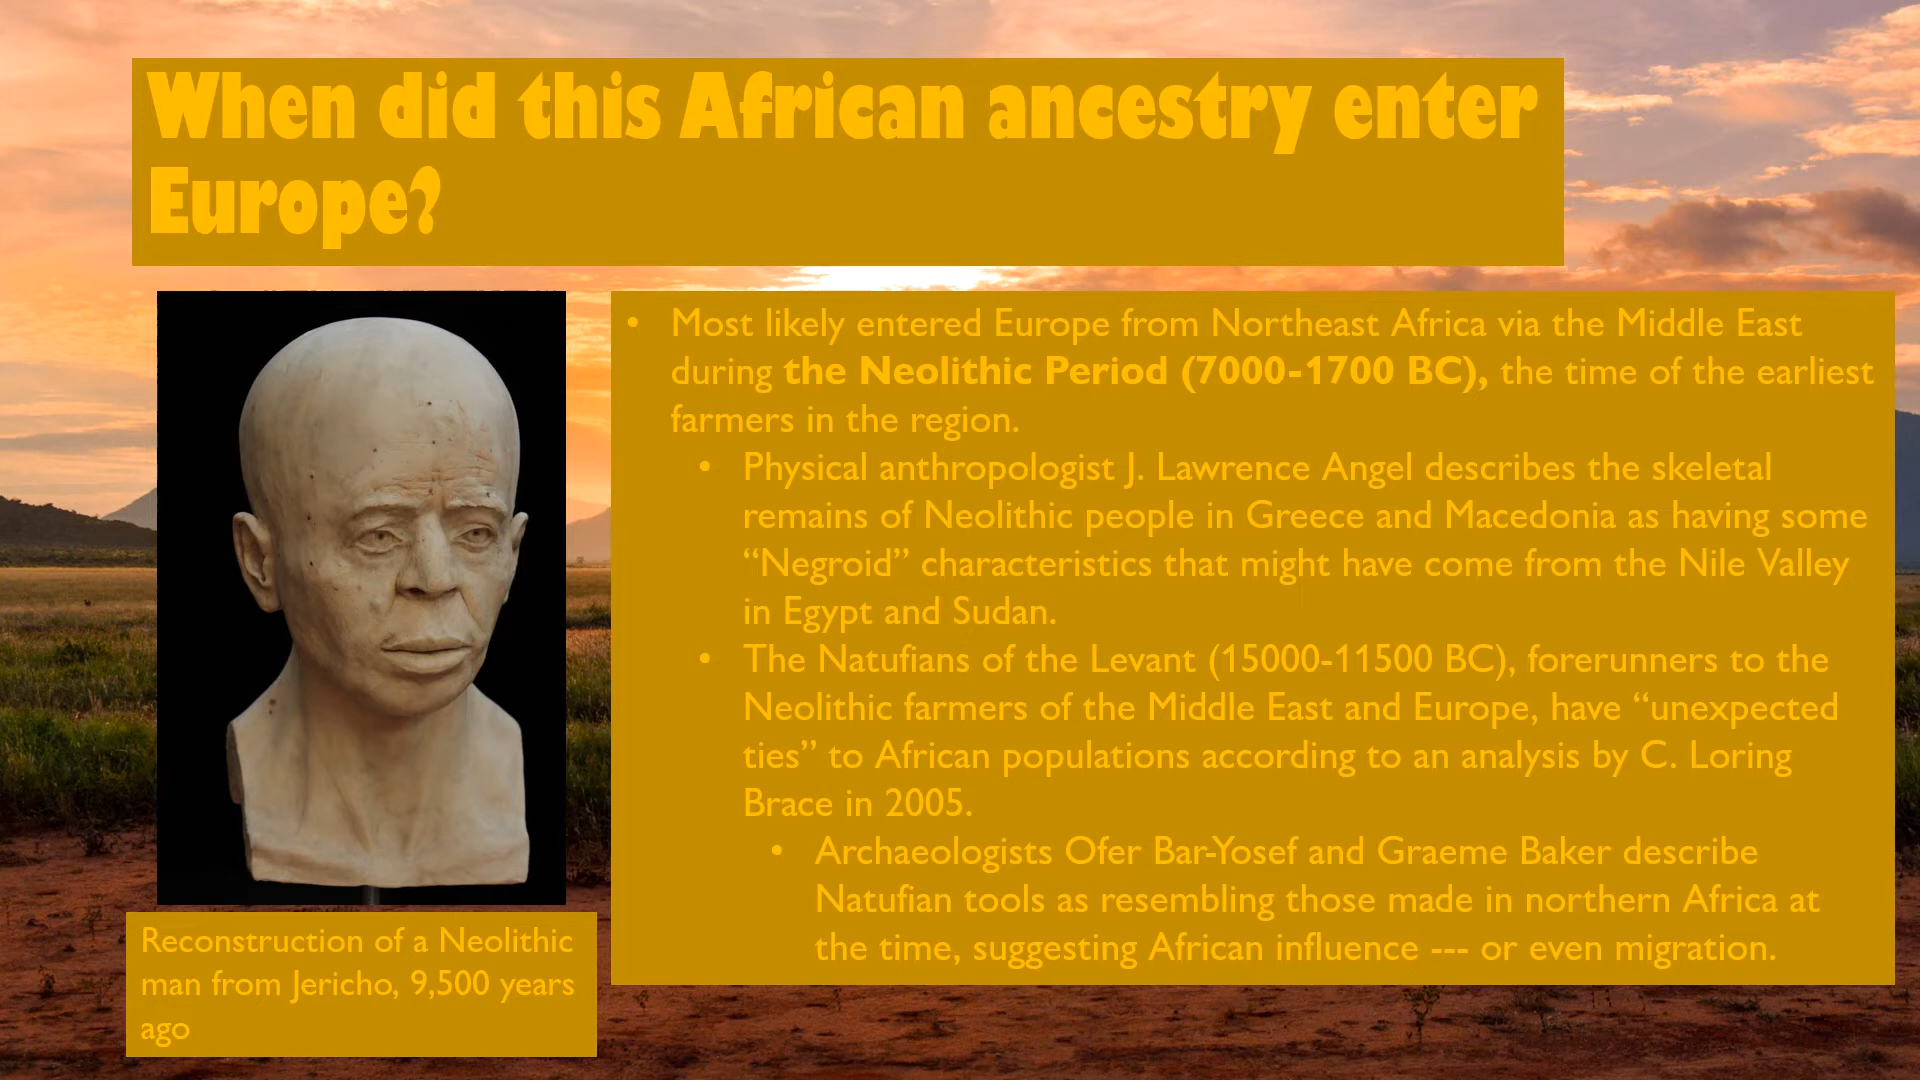 When did this African ancestry enter
Europe?
• Most likely entered Europe from Northeast Africa via the Middle East
during the Neolithic Period (7000-1700 BC), the time of the earliest
farmers in the region.
• Physical anthropologist J. Lawrence Angel describes the skeletal
remains of Neolithic people in Greece and Macedonia as having some
“Negroid” characteristics that might have come from the Nile Valley
in Egypt and Sudan.
• The Natufians of the Levant (15000-11500 BC), forerunners to the
Neolithic farmers of the Middle East and Europe, have “unexpected
ties” to African populations according to an analysis by C. Loring
Brace in 2005.
• Archaeologists Ofer Bar-Yosef and Graeme Baker describe
Natufian tools as resembling those made in northern Africa at
the time, suggesting African influence --- or even migration.
Reconstruction of a Neolithic
man from Jericho, 9,500 years
ago